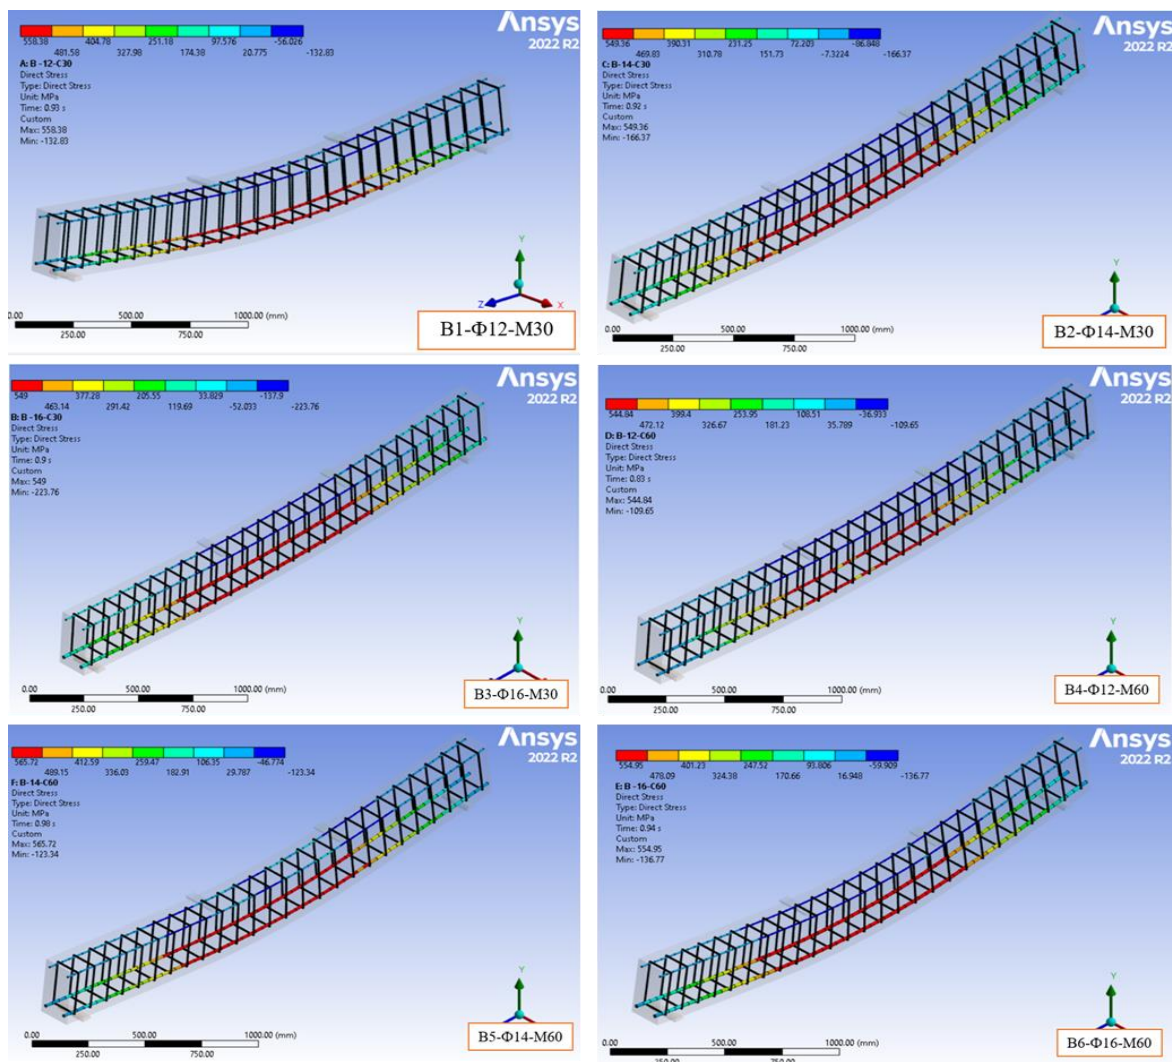 558.38 404.78 251.18 97.576 -56.026
481.58 327.98 174.38 20.775 -132.83
Ansys
2022 R2
A: B -12-C30
Direct Stress
Type: Direct Stress
Unit: MPa
Time: 0.93 s
Custom
Max: 558.38
Min: -132.83
Y
Z
X
0.00 500.00 1000.00 (mm)
250.00 750.00
B1-Φ12-M30
549.36 390.31 231.25 72.203 -86.848
469.83 310.78 151.73 -7.3224 -166.37
Ansys
2022 R2
C: B-14-C30
Direct Stress
Type: Direct Stress
Unit: MPa
Time: 0.92 s
Custom
Max: 549.36
Min: -166.37
Y
0.00 500.00 1000.00 (mm)
250.00 750.00
B2-Φ14-M30
549 377.28 205.55 33.829 -137.9
463.14 291.42 119.69 -52.033 -223.76
Ansys
2022 R2
B: B -16-C30
Direct Stress
Type: Direct Stress
Unit: MPa
Time: 0.9 s
Custom
Max: 549
Min: -223.76
Y
0.00 500.00 1000.00 (mm)
250.00 750.00
B3-Φ16-M30
544.84 399.4 253.95 108.51 -36.933
472.12 326.67 181.23 35.789 -109.65
Ansys
2022 R2
D: B-12-C60
Direct Stress
Type: Direct Stress
Unit: MPa
Time: 0.83 s
Custom
Max: 544.84
Min: -109.65
Y
0.00 500.00 1000.00 (mm)
250.00 750.00
B4-Φ12-M60
565.72 412.59 259.47 106.35 -46.774
489.15 336.03 182.91 29.787 -123.34
Ansys
2022 R2
F: B-14-C60
Direct Stress
Type: Direct Stress
Unit: MPa
Time: 0.98 s
Custom
Max: 565.72
Min: -123.34
Y
0.00 500.00 1000.00 (mm)
250.00 750.00
B5-Φ14-M60
554.95 401.23 247.52 93.806 -59.909
478.09 324.38 170.66 16.948 -136.77
Ansys
2022 R2
E: B -16-C60
Direct Stress
Type: Direct Stress
Unit: MPa
Time: 0.94 s
Custom
Max: 554.95
Min: -136.77
Y
0.00 500.00 1000.00 (mm)
B6-Φ16-M60